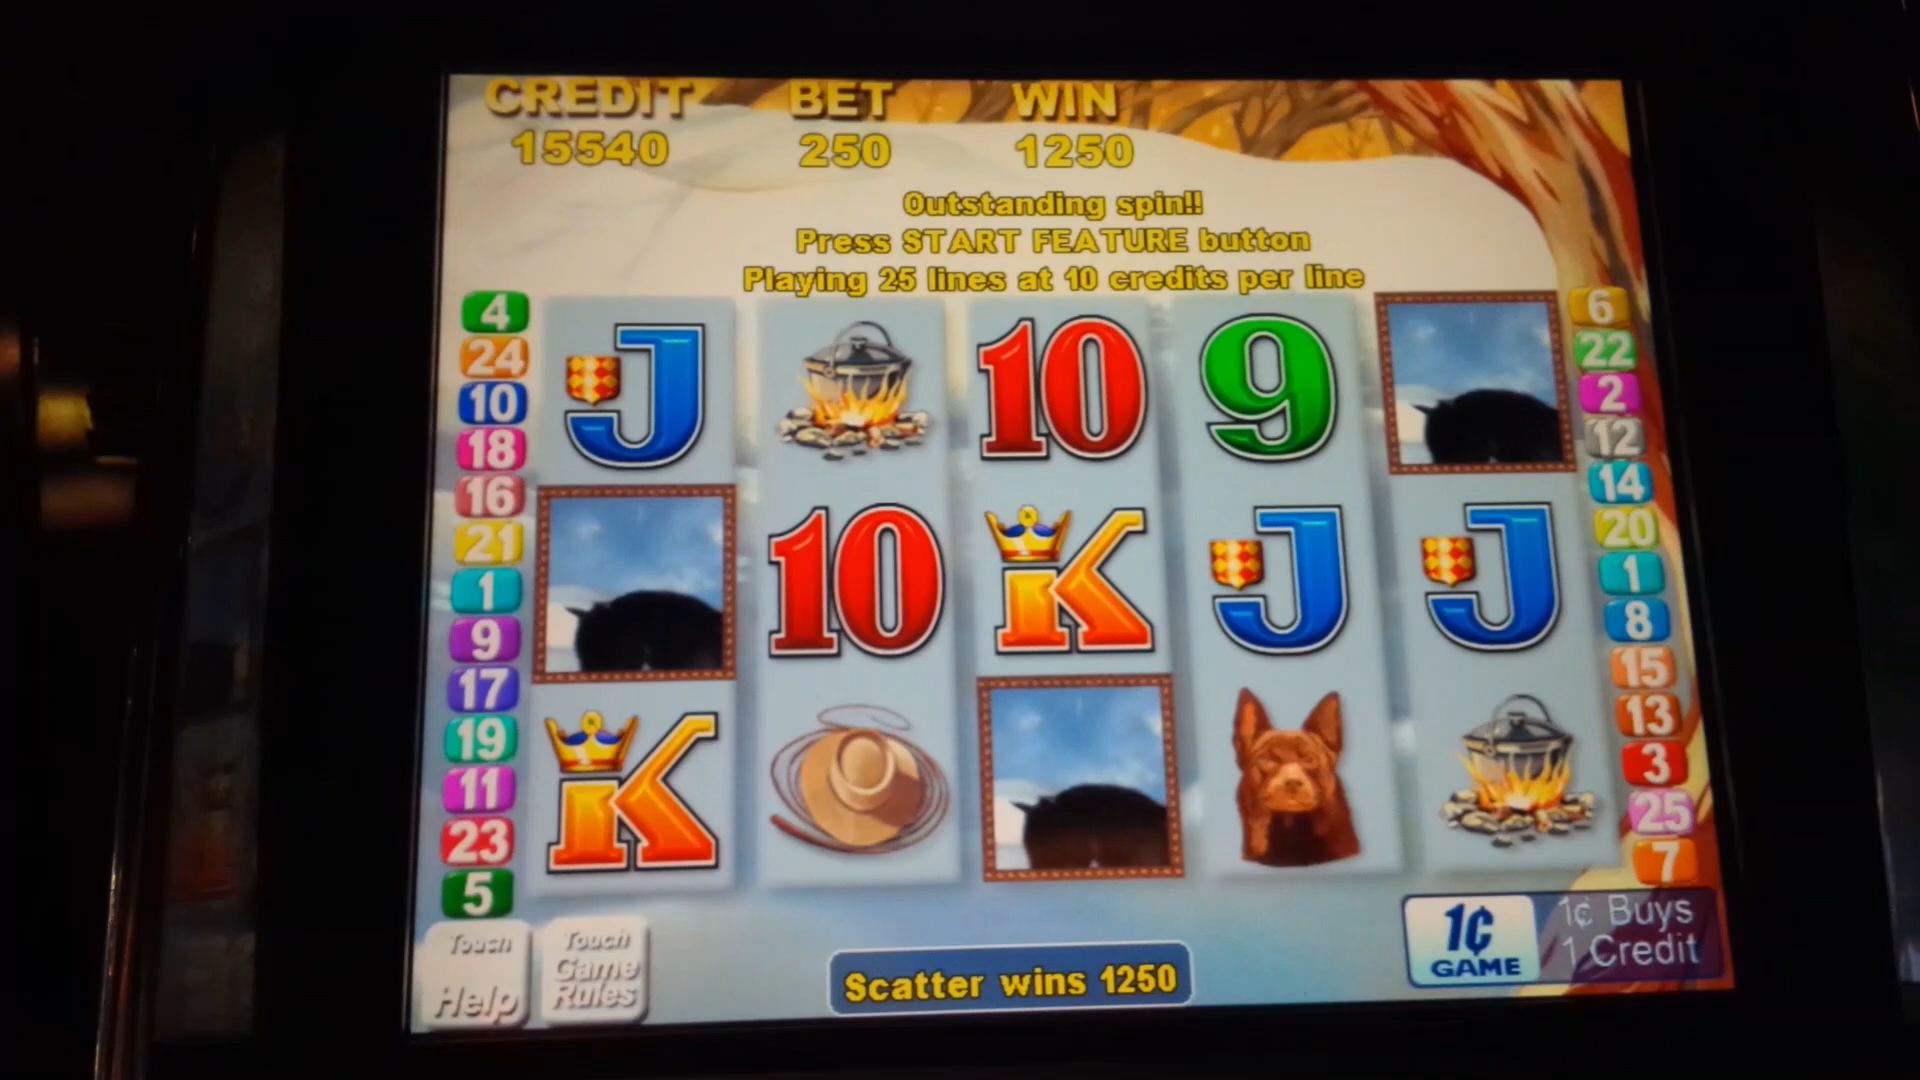 CREDIT BET WIN
15540 250 1250
Outstanding spin!!
Press START FEATURE button
Playing 25 lines at 10 credits per line
4 J 10 9 6
24 22
10 2
18 12
16 14
21 10 K J J 20
1 1
9 8
17 15
19 K 13
11 3
23 25
5 7
Touch Help
Touch Game Rules
Scatter wins 1250
1¢ GAME
1¢ Buys
1 Credit